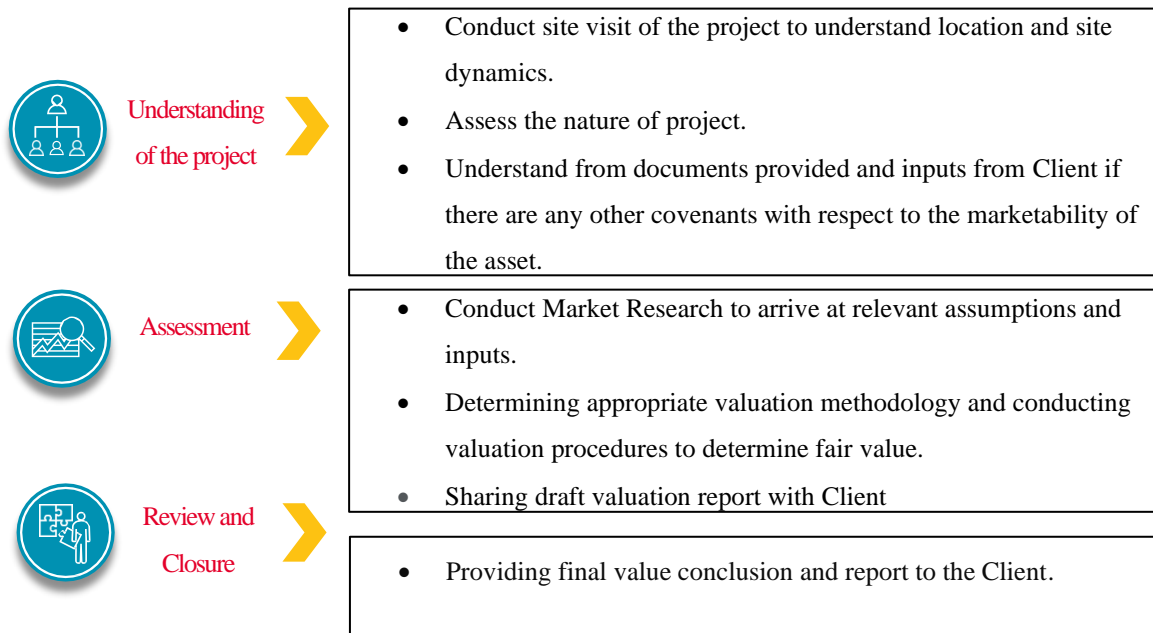 Understanding
of the project
• Conduct site visit of the project to understand location and site
dynamics.
• Assess the nature of project.
• Understand from documents provided and inputs from Client if
there are any other covenants with respect to the marketability of
the asset.
Assessment
• Conduct Market Research to arrive at relevant assumptions and
inputs.
• Determining appropriate valuation methodology and conducting
valuation procedures to determine fair value.
• Sharing draft valuation report with Client
Review and
Closure
• Providing final value conclusion and report to the Client.